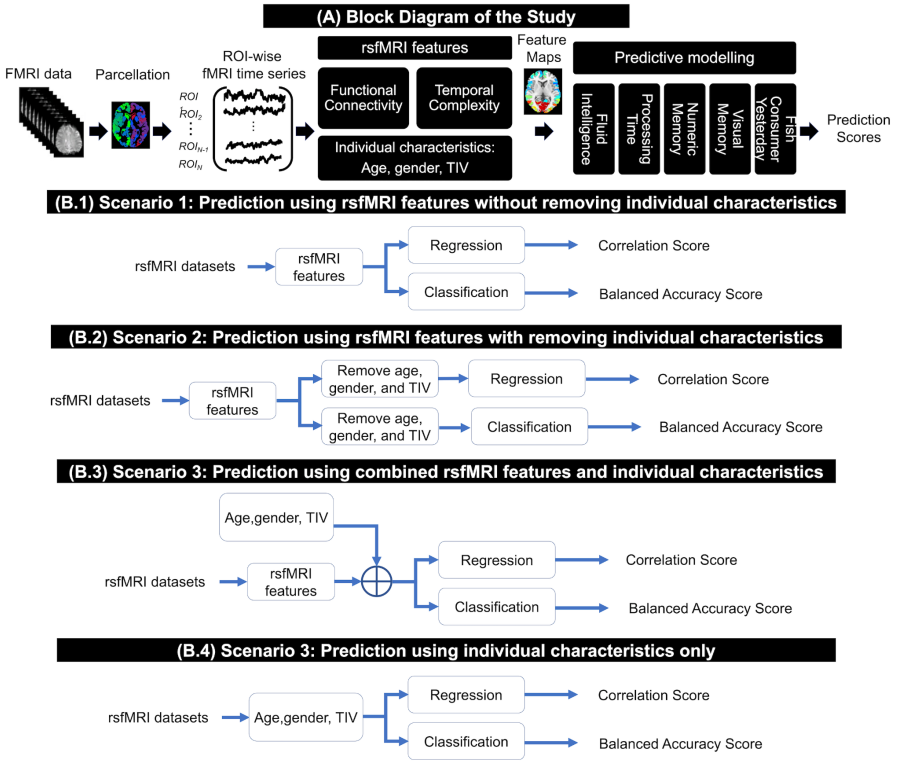 (A) Block Diagram of the Study
FMRI data
Parcellation
ROI-wise
fMRI time series
ROI
1
ROI2
ROIN-1
ROIN
rsfMRI features
Functional
Connectivity
Temporal
Complexity
Individual characteristics:
Age, gender, TIV
Feature
Maps
Predictive modelling
Fluid
Intelligence
Processing
Time
Numeric
Memory
Visual
Memory
Fish
Consumer
Yesterday
Prediction
Scores
(B.1) Scenario 1: Prediction using rsfMRI features without removing individual characteristics
rsfMRI datasets
rsfMRI
features
Regression
Correlation Score
Classification
Balanced Accuracy Score
(B.2) Scenario 2: Prediction using rsfMRI features with removing individual characteristics
rsfMRI datasets
rsfMRI
features
Remove age,
gender, and TIV
Regression
Correlation Score
Remove age,
gender, and TIV
Classification
Balanced Accuracy Score
(B.3) Scenario 3: Prediction using combined rsfMRI features and individual characteristics
Age,gender, TIV
rsfMRI datasets
rsfMRI
features
Regression
Correlation Score
Classification
Balanced Accuracy Score
(B.4) Scenario 3: Prediction using individual characteristics only
rsfMRI datasets
Age,gender, TIV
Regression
Correlation Score
Classification
Balanced Accuracy Score